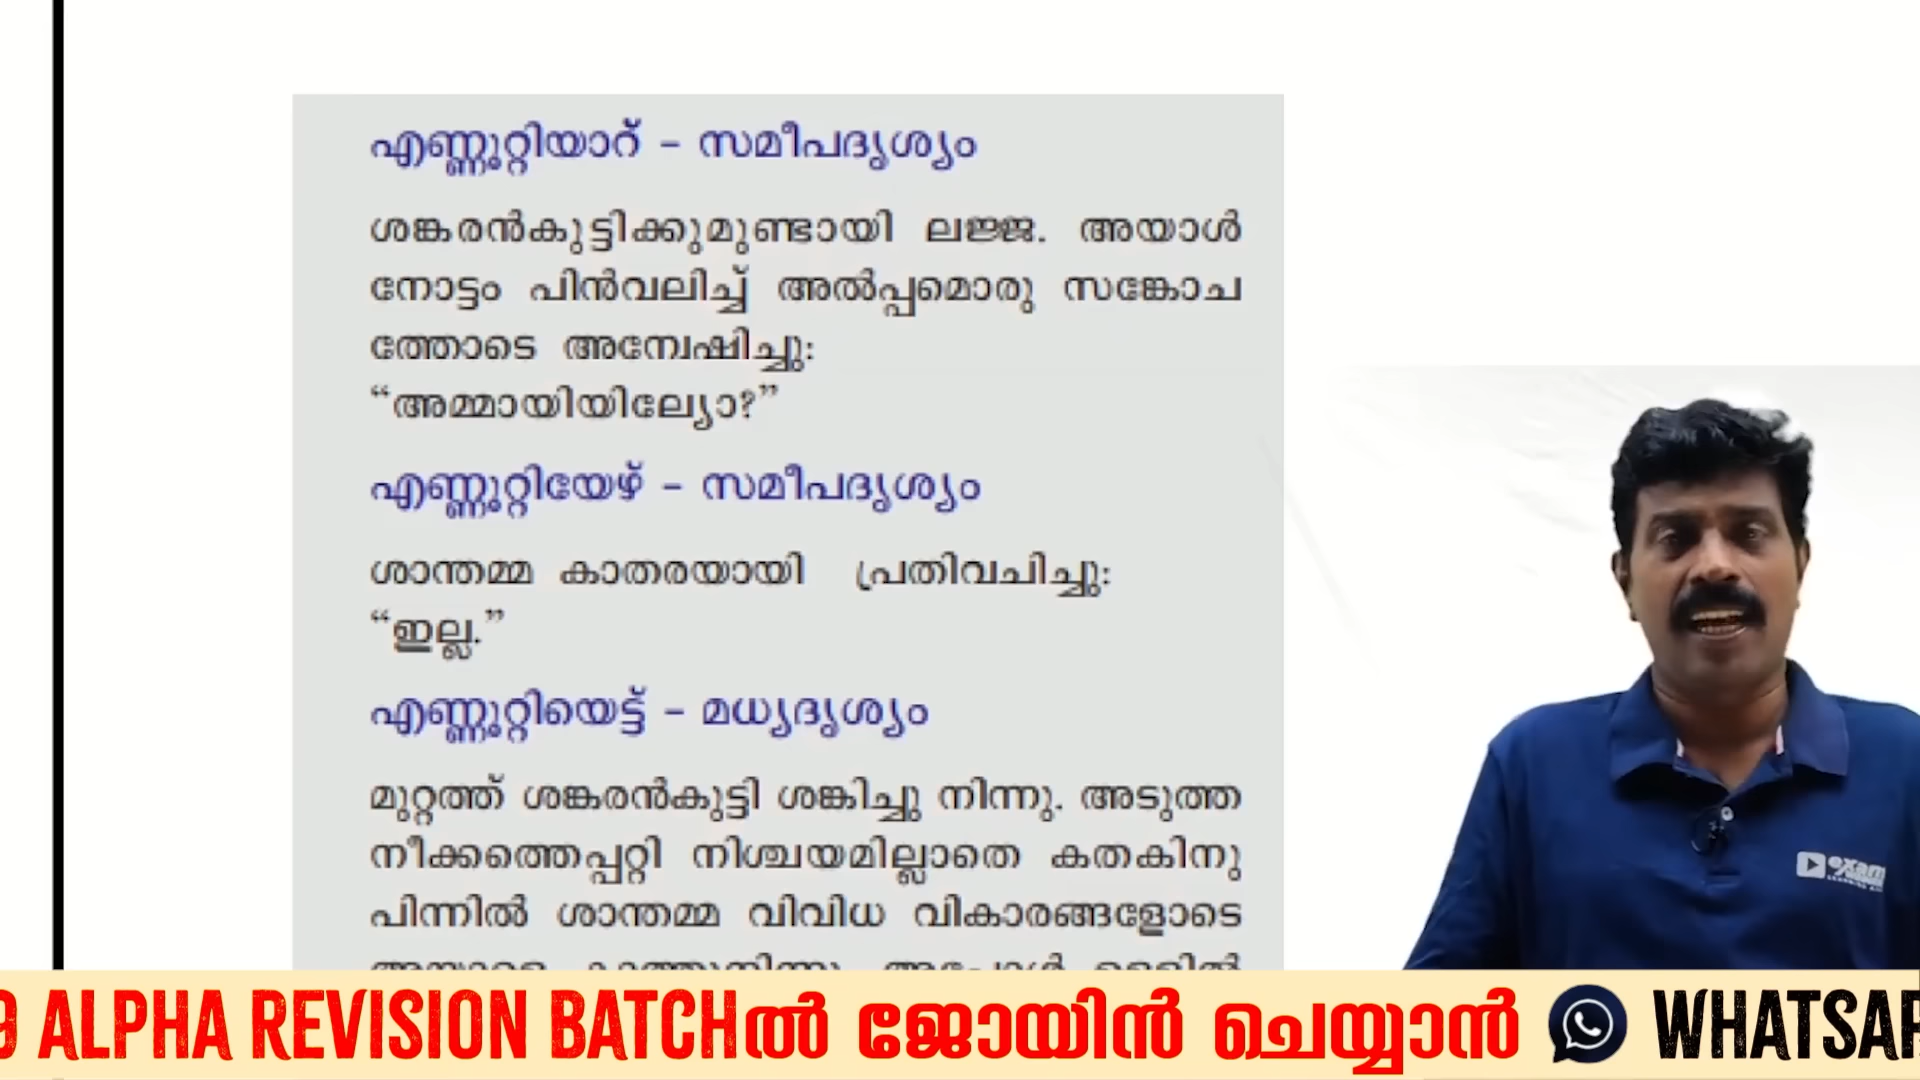 എണ്ണൂറ്റിയാറ് – സമീപദൃശ്യം
ശങ്കരൻകുട്ടിക്കുമുണ്ടായി ലജ്ജ. അയാൾ
നോട്ടം പിൻവലിച്ച് അൽപ്പമൊരു സങ്കോച
ത്തോടെ അന്വേഷിച്ചു:
“അമ്മായിയില്യോ?”
എണ്ണൂറ്റിയേഴ് – സമീപദൃശ്യം
ശാന്തമ്മ കാതരയായി പ്രതിവചിച്ചു:
“ഇല്ല.”
എണ്ണൂറ്റിയെട്ട് – മധ്യദൃശ്യം
മുറ്റത്ത് ശങ്കരൻകുട്ടി ശങ്കിച്ചു നിന്നു. അടുത്ത
നീക്കത്തെപ്പറ്റി നിശ്ചയമില്ലാതെ കതകിനു
പിന്നിൽ ശാന്തമ്മ വിവിധ വികാരങ്ങളോടെ
exam
9 ALPHA REVISION BATCHൽ ജോയിൻ ചെയ്യാൻ WHATSAP